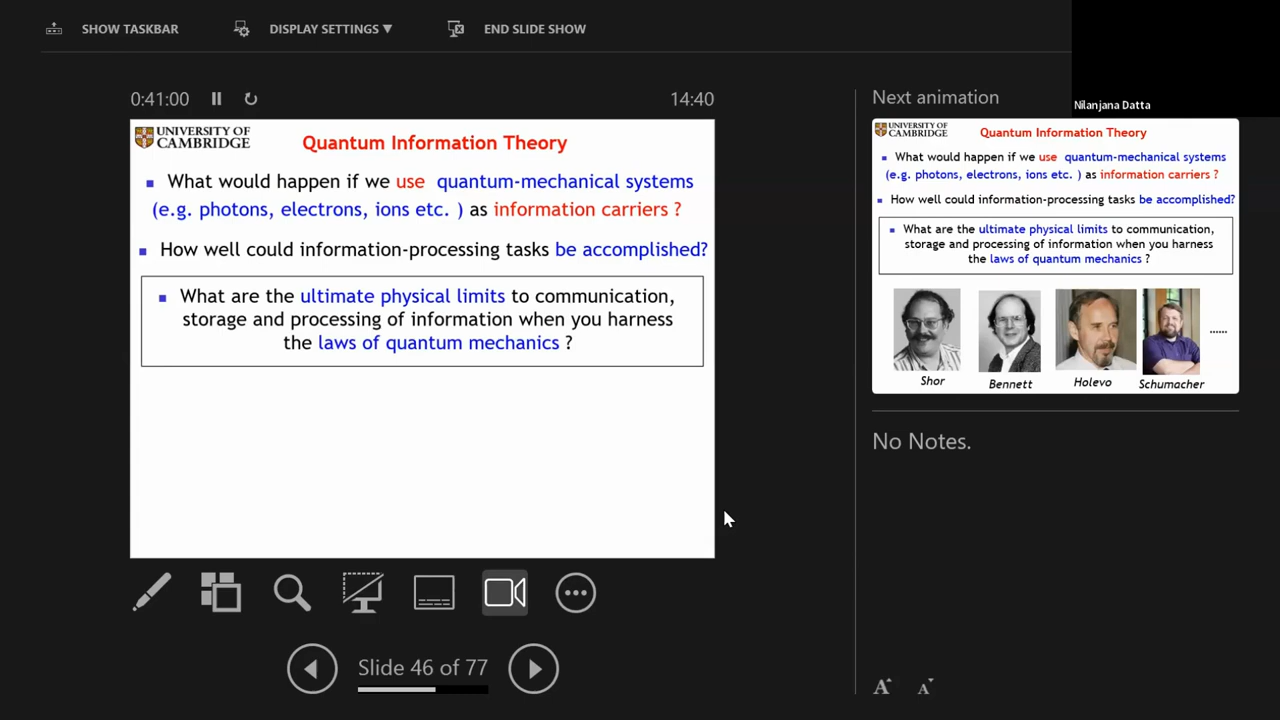 SHOW TASKBAR
DISPLAY SETTINGS ▼
END SLIDE SHOW
0:41:00
14:40
UNIVERSITY OF
CAMBRIDGE
Quantum Information Theory
What would happen if we use quantum-mechanical systems
(e.g. photons, electrons, ions etc. ) as information carriers ?
How well could information-processing tasks be accomplished?
What are the ultimate physical limits to communication,
storage and processing of information when you harness
the laws of quantum mechanics ?
Slide 46 of 77
Next animation
Nilanjana Datta
UNIVERSITY OF
CAMBRIDGE
Quantum Information Theory
What would happen if we use quantum-mechanical systems
(e.g. photons, electrons, ions etc. ) as information carriers ?
How well could information-processing tasks be accomplished?
What are the ultimate physical limits to communication,
storage and processing of information when you harness
the laws of quantum mechanics ?
......
Shor
Bennett
Holevo
Schumacher
No Notes.
A A